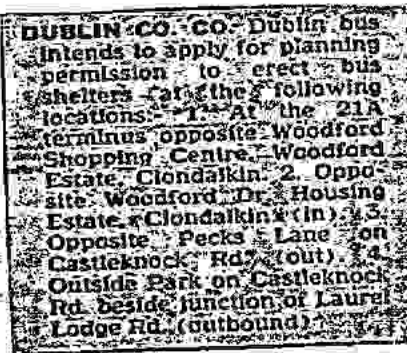 DUBLIN CO. CO. Dublin bus
intends to apply for planning
permission to erect bus
shelters at the following
locations. 1. At the 21A
terminus opposite Woodford
Shopping Centre, Woodford
Estate Clondalkin 2. Oppo-
site Woodford Dr. Housing
Estate Clondalkin (in). 3.
Opposite Pecks Lane on
Castleknock Rd. (out). 4.
Outside Park on Castleknock
Rd. beside junction of Laurel
Lodge Rd. (outbound).